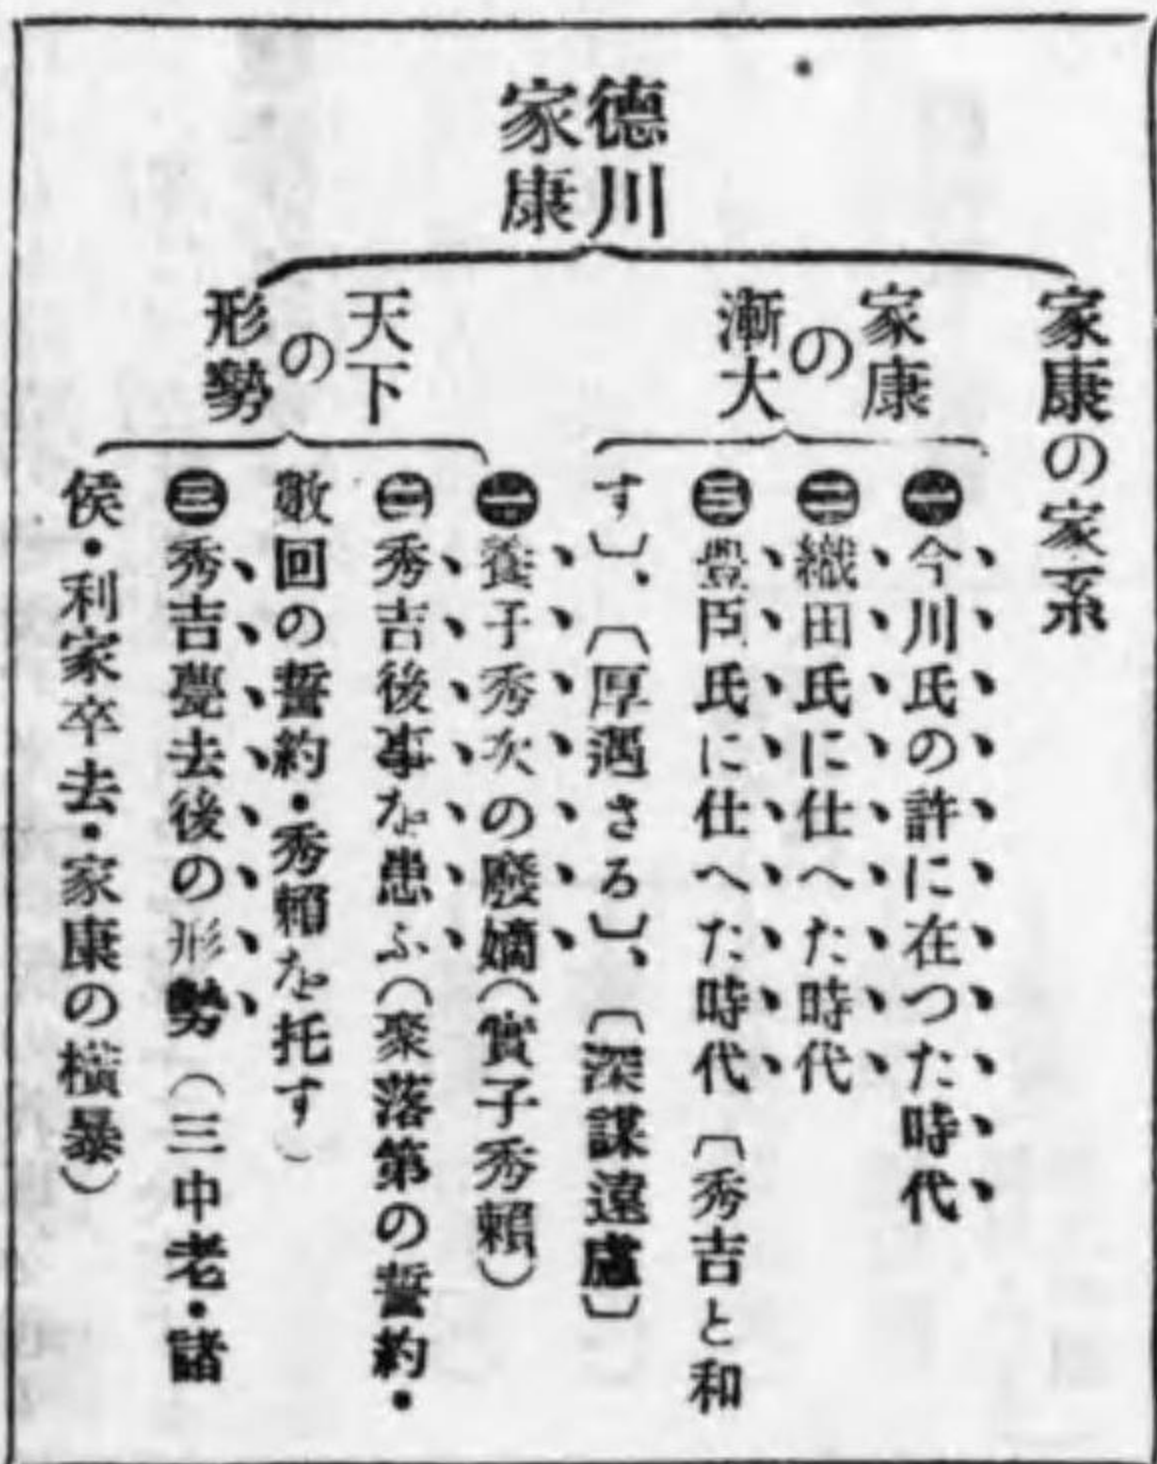 德川
家康
家康の家系
家康
の
漸大
㊀今川氏の許に在つた時代
㊁織田氏に仕へた時代
㊂豊臣氏に仕へた時代〔秀吉と和
す〕、〔厚遇さる〕、〔深謀遠慮〕
天下
の
形勢
㊀養子秀次の廢嫡(實子秀賴)
㊁秀吉後事を患ふ(聚落第の誓約・
數回の誓約・秀賴を托す)
㊂秀吉薨去後の形勢(三中老・諸
侯・利家卒去・家康の橫暴)